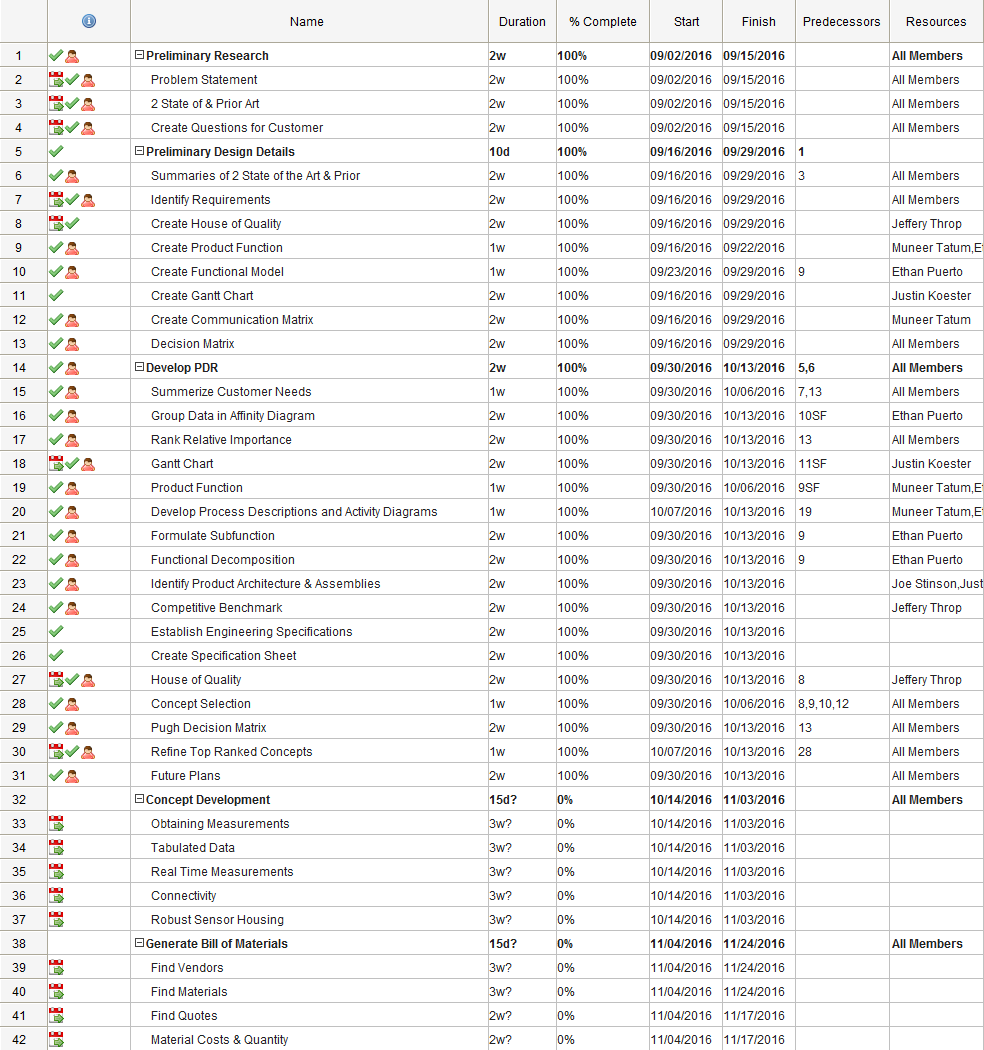 Name Duration % Complete Start Finish Predecessors Resources
1 Preliminary Research 2w 100% 09/02/2016 09/15/2016 All Members
2 Problem Statement 2w 100% 09/02/2016 09/15/2016 All Members
3 2 State of & Prior Art 2w 100% 09/02/2016 09/15/2016 All Members
4 Create Questions for Customer 2w 100% 09/02/2016 09/15/2016 All Members
5 Preliminary Design Details 10d 100% 09/16/2016 09/29/2016 1
6 Summaries of 2 State of the Art & Prior 2w 100% 09/16/2016 09/29/2016 3 All Members
7 Identify Requirements 2w 100% 09/16/2016 09/29/2016 All Members
8 Create House of Quality 2w 100% 09/16/2016 09/29/2016 Jeffery Throp
9 Create Product Function 1w 100% 09/16/2016 09/22/2016 Muneer Tatum,Et
10 Create Functional Model 1w 100% 09/23/2016 09/29/2016 9 Ethan Puerto
11 Create Gantt Chart 2w 100% 09/16/2016 09/29/2016 Justin Koester
12 Create Communication Matrix 2w 100% 09/16/2016 09/29/2016 Muneer Tatum
13 Decision Matrix 2w 100% 09/16/2016 09/29/2016 All Members
14 Develop PDR 2w 100% 09/30/2016 10/13/2016 5,6 All Members
15 Summerize Customer Needs 1w 100% 09/30/2016 10/06/2016 7,13 All Members
16 Group Data in Affinity Diagram 2w 100% 09/30/2016 10/13/2016 10SF Ethan Puerto
17 Rank Relative Importance 2w 100% 09/30/2016 10/13/2016 13 All Members
18 Gantt Chart 2w 100% 09/30/2016 10/13/2016 11SF Justin Koester
19 Product Function 1w 100% 09/30/2016 10/06/2016 9SF Muneer Tatum,Et
20 Develop Process Descriptions and Activity Diagrams 1w 100% 10/07/2016 10/13/2016 19 Muneer Tatum,Et
21 Formulate Subfunction 2w 100% 09/30/2016 10/13/2016 9 Ethan Puerto
22 Functional Decomposition 2w 100% 09/30/2016 10/13/2016 9 Ethan Puerto
23 Identify Product Architecture & Assemblies 2w 100% 09/30/2016 10/13/2016 Joe Stinson,Just
24 Competitive Benchmark 2w 100% 09/30/2016 10/13/2016 Jeffery Throp
25 Establish Engineering Specifications 2w 100% 09/30/2016 10/13/2016
26 Create Specification Sheet 2w 100% 09/30/2016 10/13/2016
27 House of Quality 2w 100% 09/30/2016 10/13/2016 8 Jeffery Throp
28 Concept Selection 1w 100% 09/30/2016 10/06/2016 8,9,10,12 All Members
29 Pugh Decision Matrix 2w 100% 09/30/2016 10/13/2016 13 All Members
30 Refine Top Ranked Concepts 1w 100% 10/07/2016 10/13/2016 28 All Members
31 Future Plans 2w 100% 09/30/2016 10/13/2016 All Members
32 Concept Development 15d? 0% 10/14/2016 11/03/2016 All Members
33 Obtaining Measurements 3w? 0% 10/14/2016 11/03/2016
34 Tabulated Data 3w? 0% 10/14/2016 11/03/2016
35 Real Time Measurements 3w? 0% 10/14/2016 11/03/2016
36 Connectivity 3w? 0% 10/14/2016 11/03/2016
37 Robust Sensor Housing 3w? 0% 10/14/2016 11/03/2016
38 Generate Bill of Materials 15d? 0% 11/04/2016 11/24/2016 All Members
39 Find Vendors 3w? 0% 11/04/2016 11/24/2016
40 Find Materials 3w? 0% 11/04/2016 11/24/2016
41 Find Quotes 2w? 0% 11/04/2016 11/17/2016
42 Material Costs & Quantity 2w? 0% 11/04/2016 11/17/2016